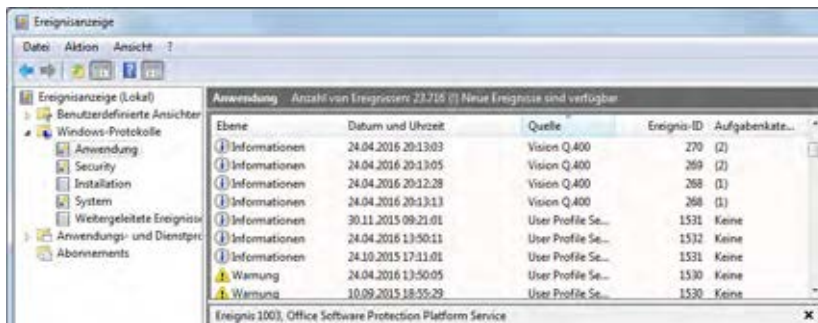 Ereignisanzeige
Datei Aktion Ansicht ?
Ereignisanzeige (Lokal)
Benutzerdefinierte Ansichten
Windows-Protokolle
Anwendung
Security
Installation
System
Weitergeleitete Ereignisse
Anwendungs- und Dienstpro
Abonnements
Anwendung Anzahl von Ereignissen: 23.716 (!) Neue Ereignisse sind verfügbar
Ebene Datum und Uhrzeit Quelle Ereignis-ID Aufgabenkate...
Informationen 24.04.2016 20:13:03 Vision Q.400 270 (2)
Informationen 24.04.2016 20:13:05 Vision Q.400 269 (2)
Informationen 24.04.2016 20:12:28 Vision Q.400 268 (1)
Informationen 24.04.2016 20:13:13 Vision Q.400 268 (1)
Informationen 30.11.2015 09:21:01 User Profile Se... 1531 Keine
Informationen 24.04.2016 13:50:11 User Profile Se... 1532 Keine
Informationen 24.10.2015 17:11:01 User Profile Se... 1531 Keine
Warnung 24.04.2016 13:50:05 User Profile Se... 1530 Keine
Warnung 10.09.2015 18:55:29 User Profile Se... 1530 Keine
Ereignis 1003, Office Software Protection Platform Service